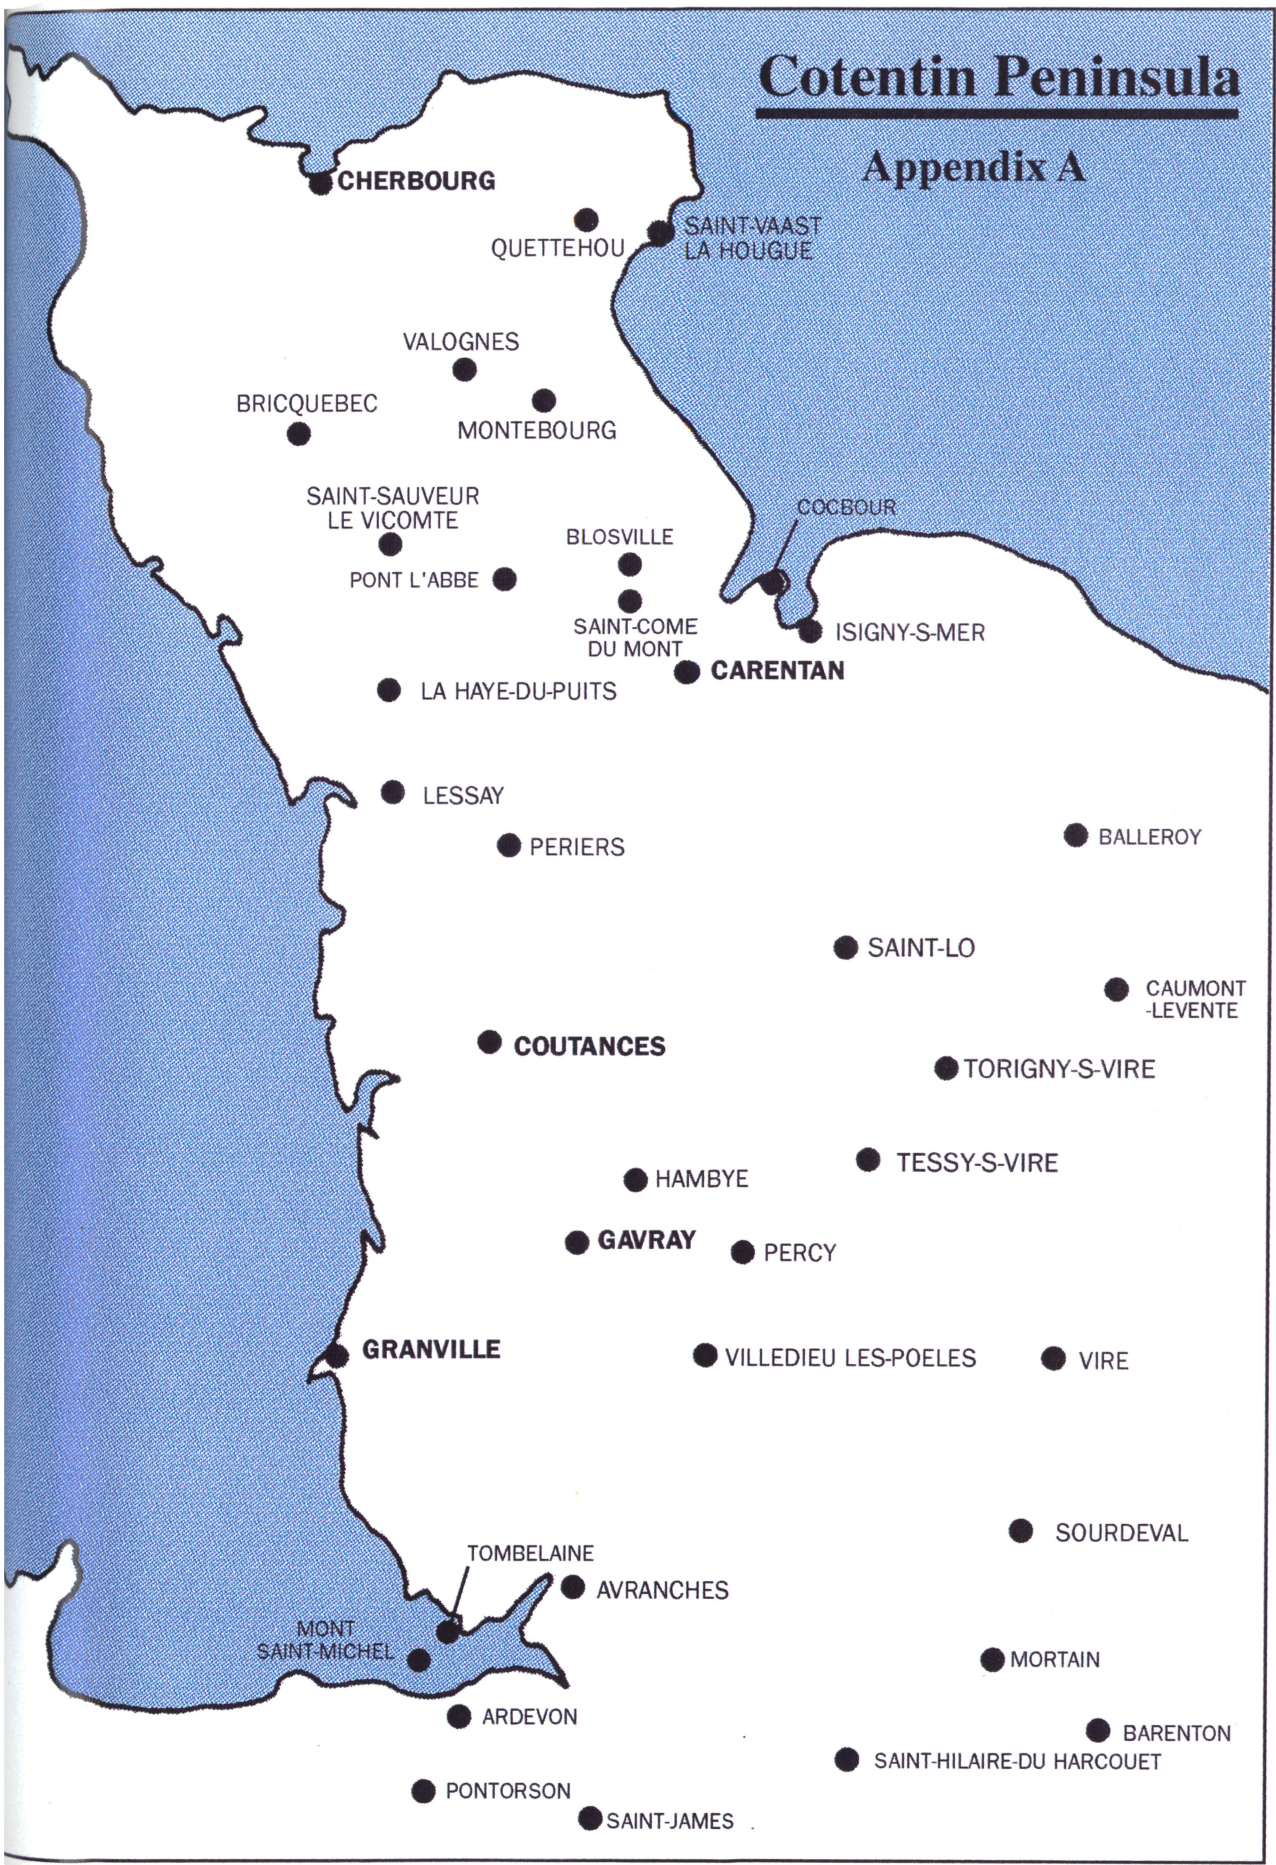 Cotentin Peninsula
Appendix A
CHERBOURG
QUETTEHOU
SAINT-VAAST
LA HOUGUE
VALOGNES
BRICQUEBEC
MONTEBOURG
SAINT-SAUVEUR
LE VICOMTE
COCBOUR
BLOSVILLE
PONT L'ABBE
SAINT-COME
DU MONT
ISIGNY-S-MER
CARENTAN
LA HAYE-DU-PUITS
LESSAY
PERIERS
BALLEROY
SAINT-LO
CAUMONT
-LEVENTE
COUTANCES
TORIGNY-S-VIRE
TESSY-S-VIRE
HAMBYE
GAVRAY
PERCY
GRANVILLE
VILLEDIEU LES-POELES
VIRE
SOURDEVAL
TOMBELAINE
AVRANCHES
MONT
SAINT-MICHEL
MORTAIN
ARDEVON
BARENTON
SAINT-HILAIRE-DU HARCOUET
PONTORSON
SAINT-JAMES